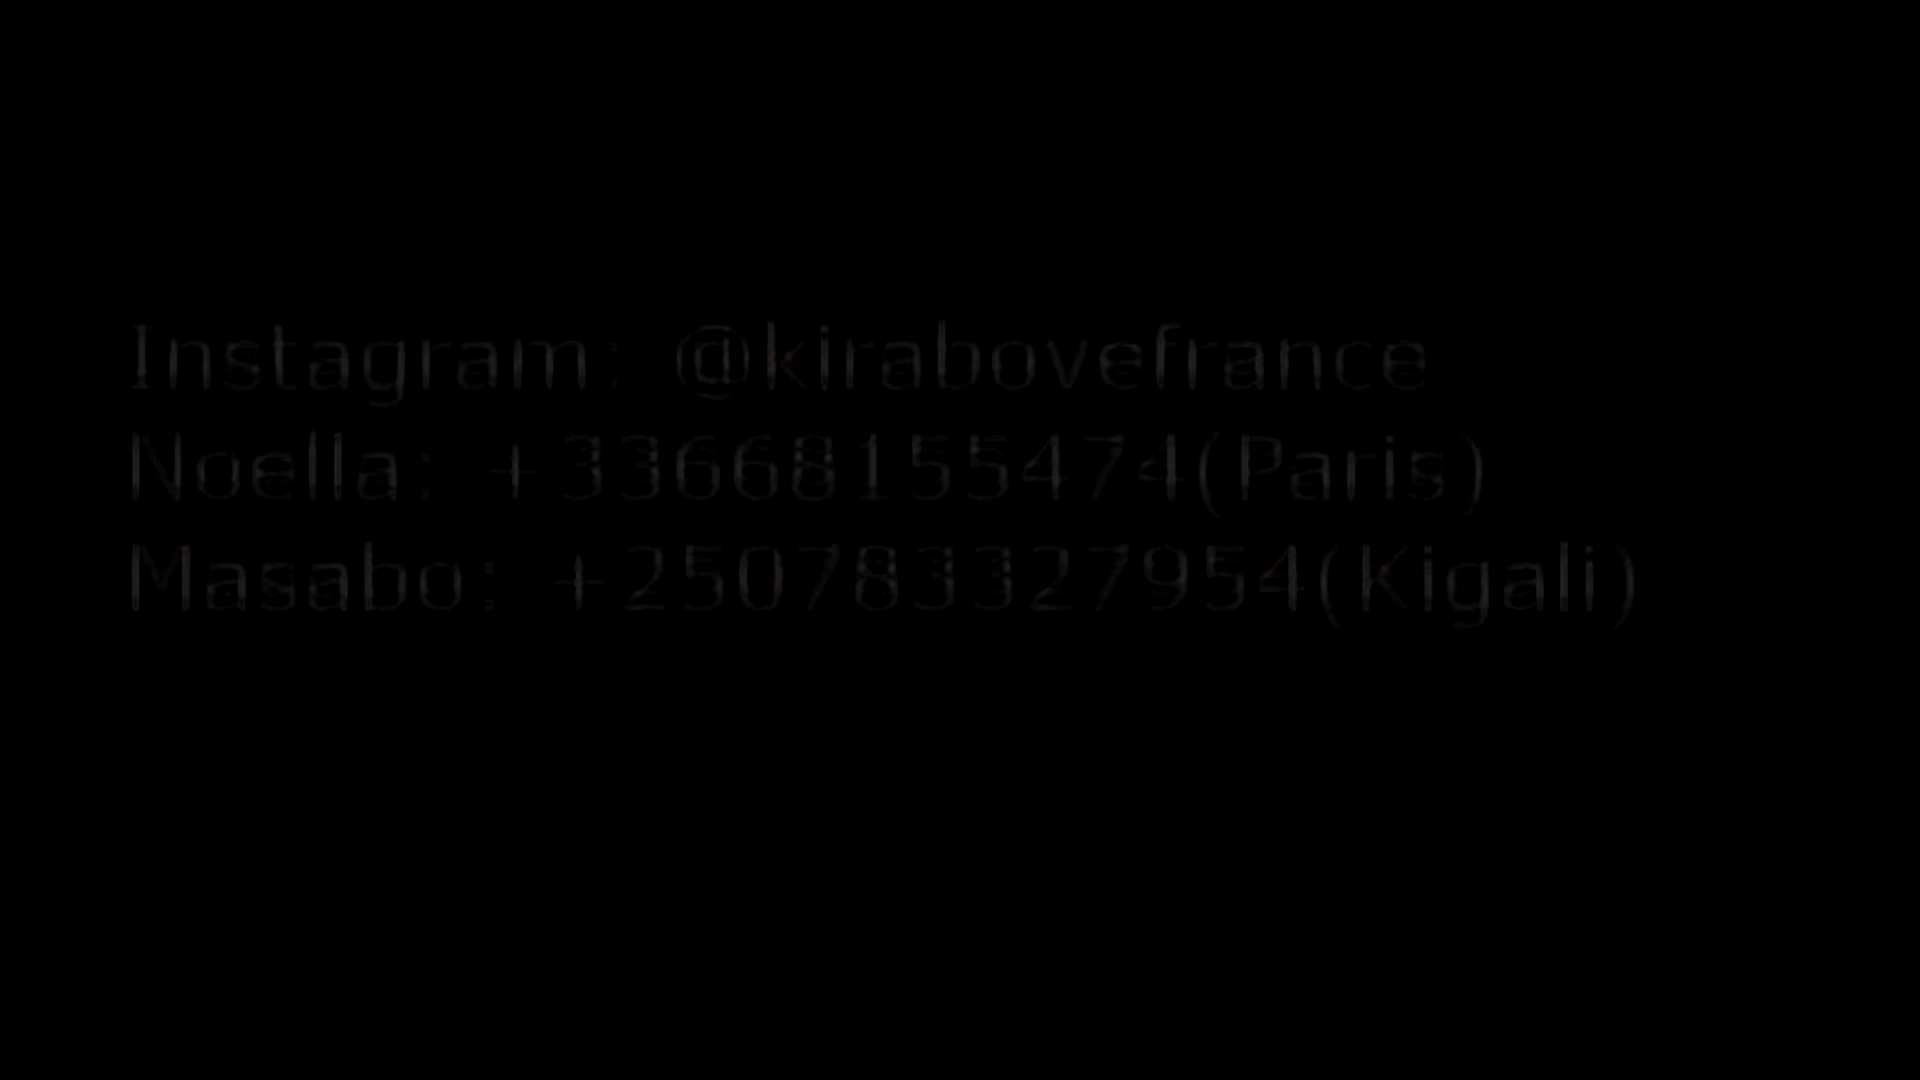 Instagram: @kirabovefrance
Noella: +33668155474(Paris)
Masabo: +250783327954(Kigali)